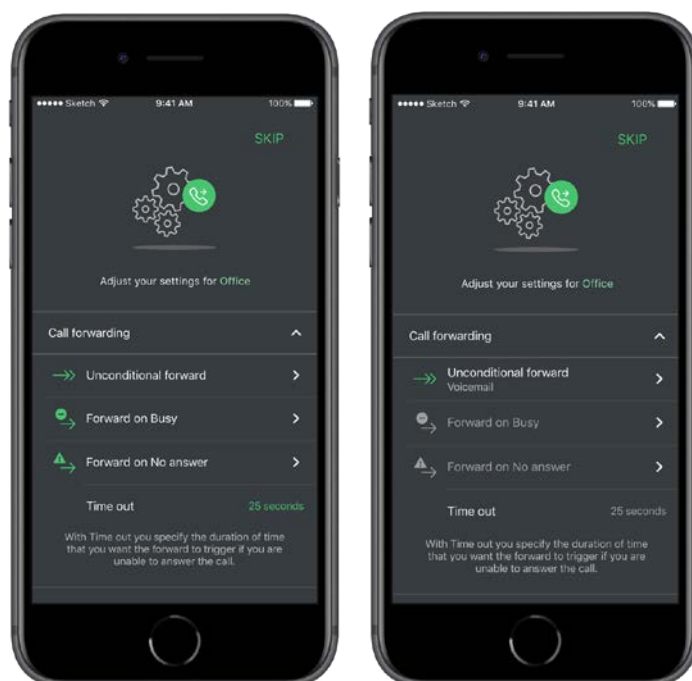 Sketch 9:41 AM 100%
SKIP
Adjust your settings for Office
Call forwarding
Unconditional forward
Forward on Busy
Forward on No answer
Time out 25 seconds
With Time out you specify the duration of time
that you want the forward to trigger if you are
unable to answer the call.
Sketch 9:41 AM 100%
SKIP
Adjust your settings for Office
Call forwarding
Unconditional forward
Voicemail
Forward on Busy
Forward on No answer
Time out 25 seconds
With Time out you specify the duration of time
that you want the forward to trigger if you are
unable to answer the call.